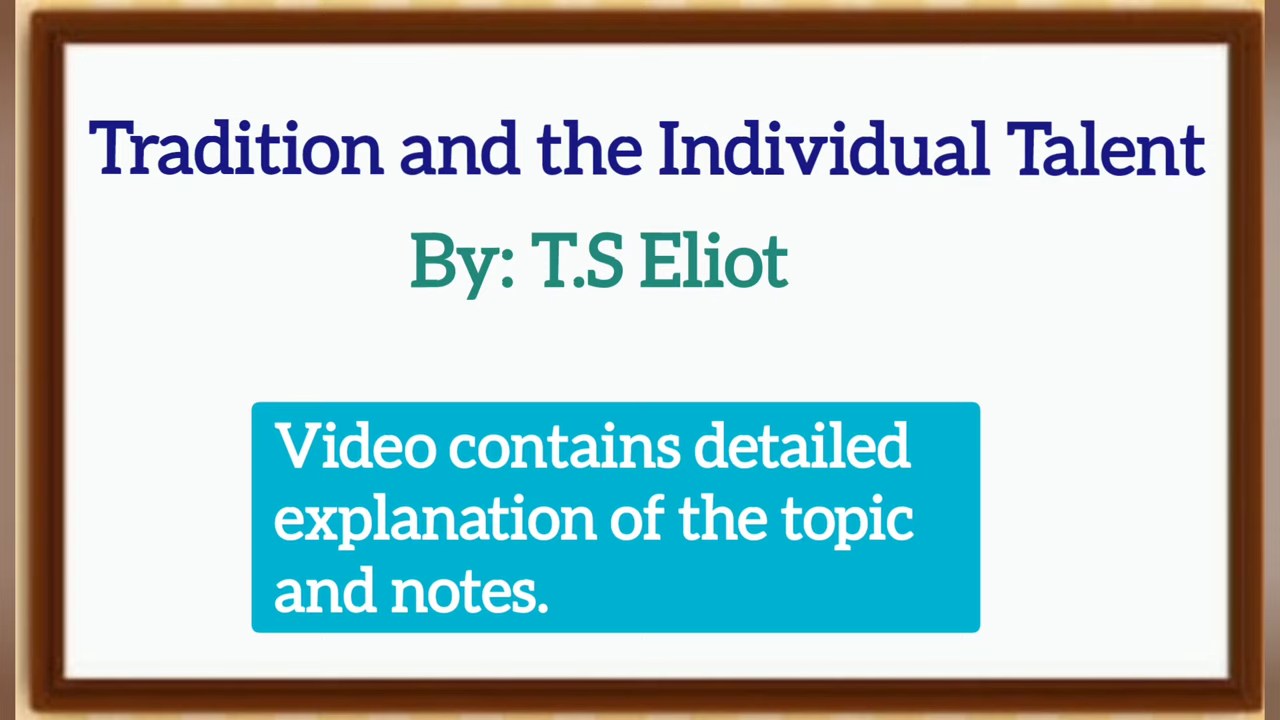 Tradition and the Individual Talent
By: T.S Eliot
Video contains detailed
explanation of the topic
and notes.